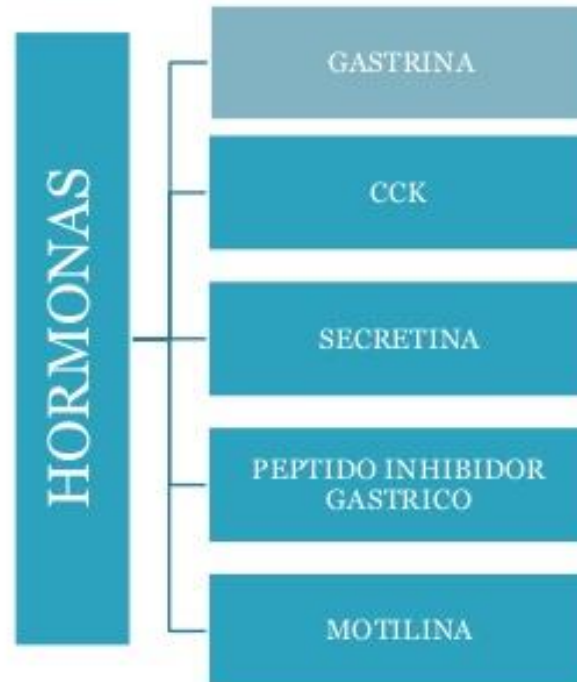 HORMONAS
GASTRINA
CCK
SECRETINA
PEPTIDO INHIBIDOR
GASTRICO
MOTILINA